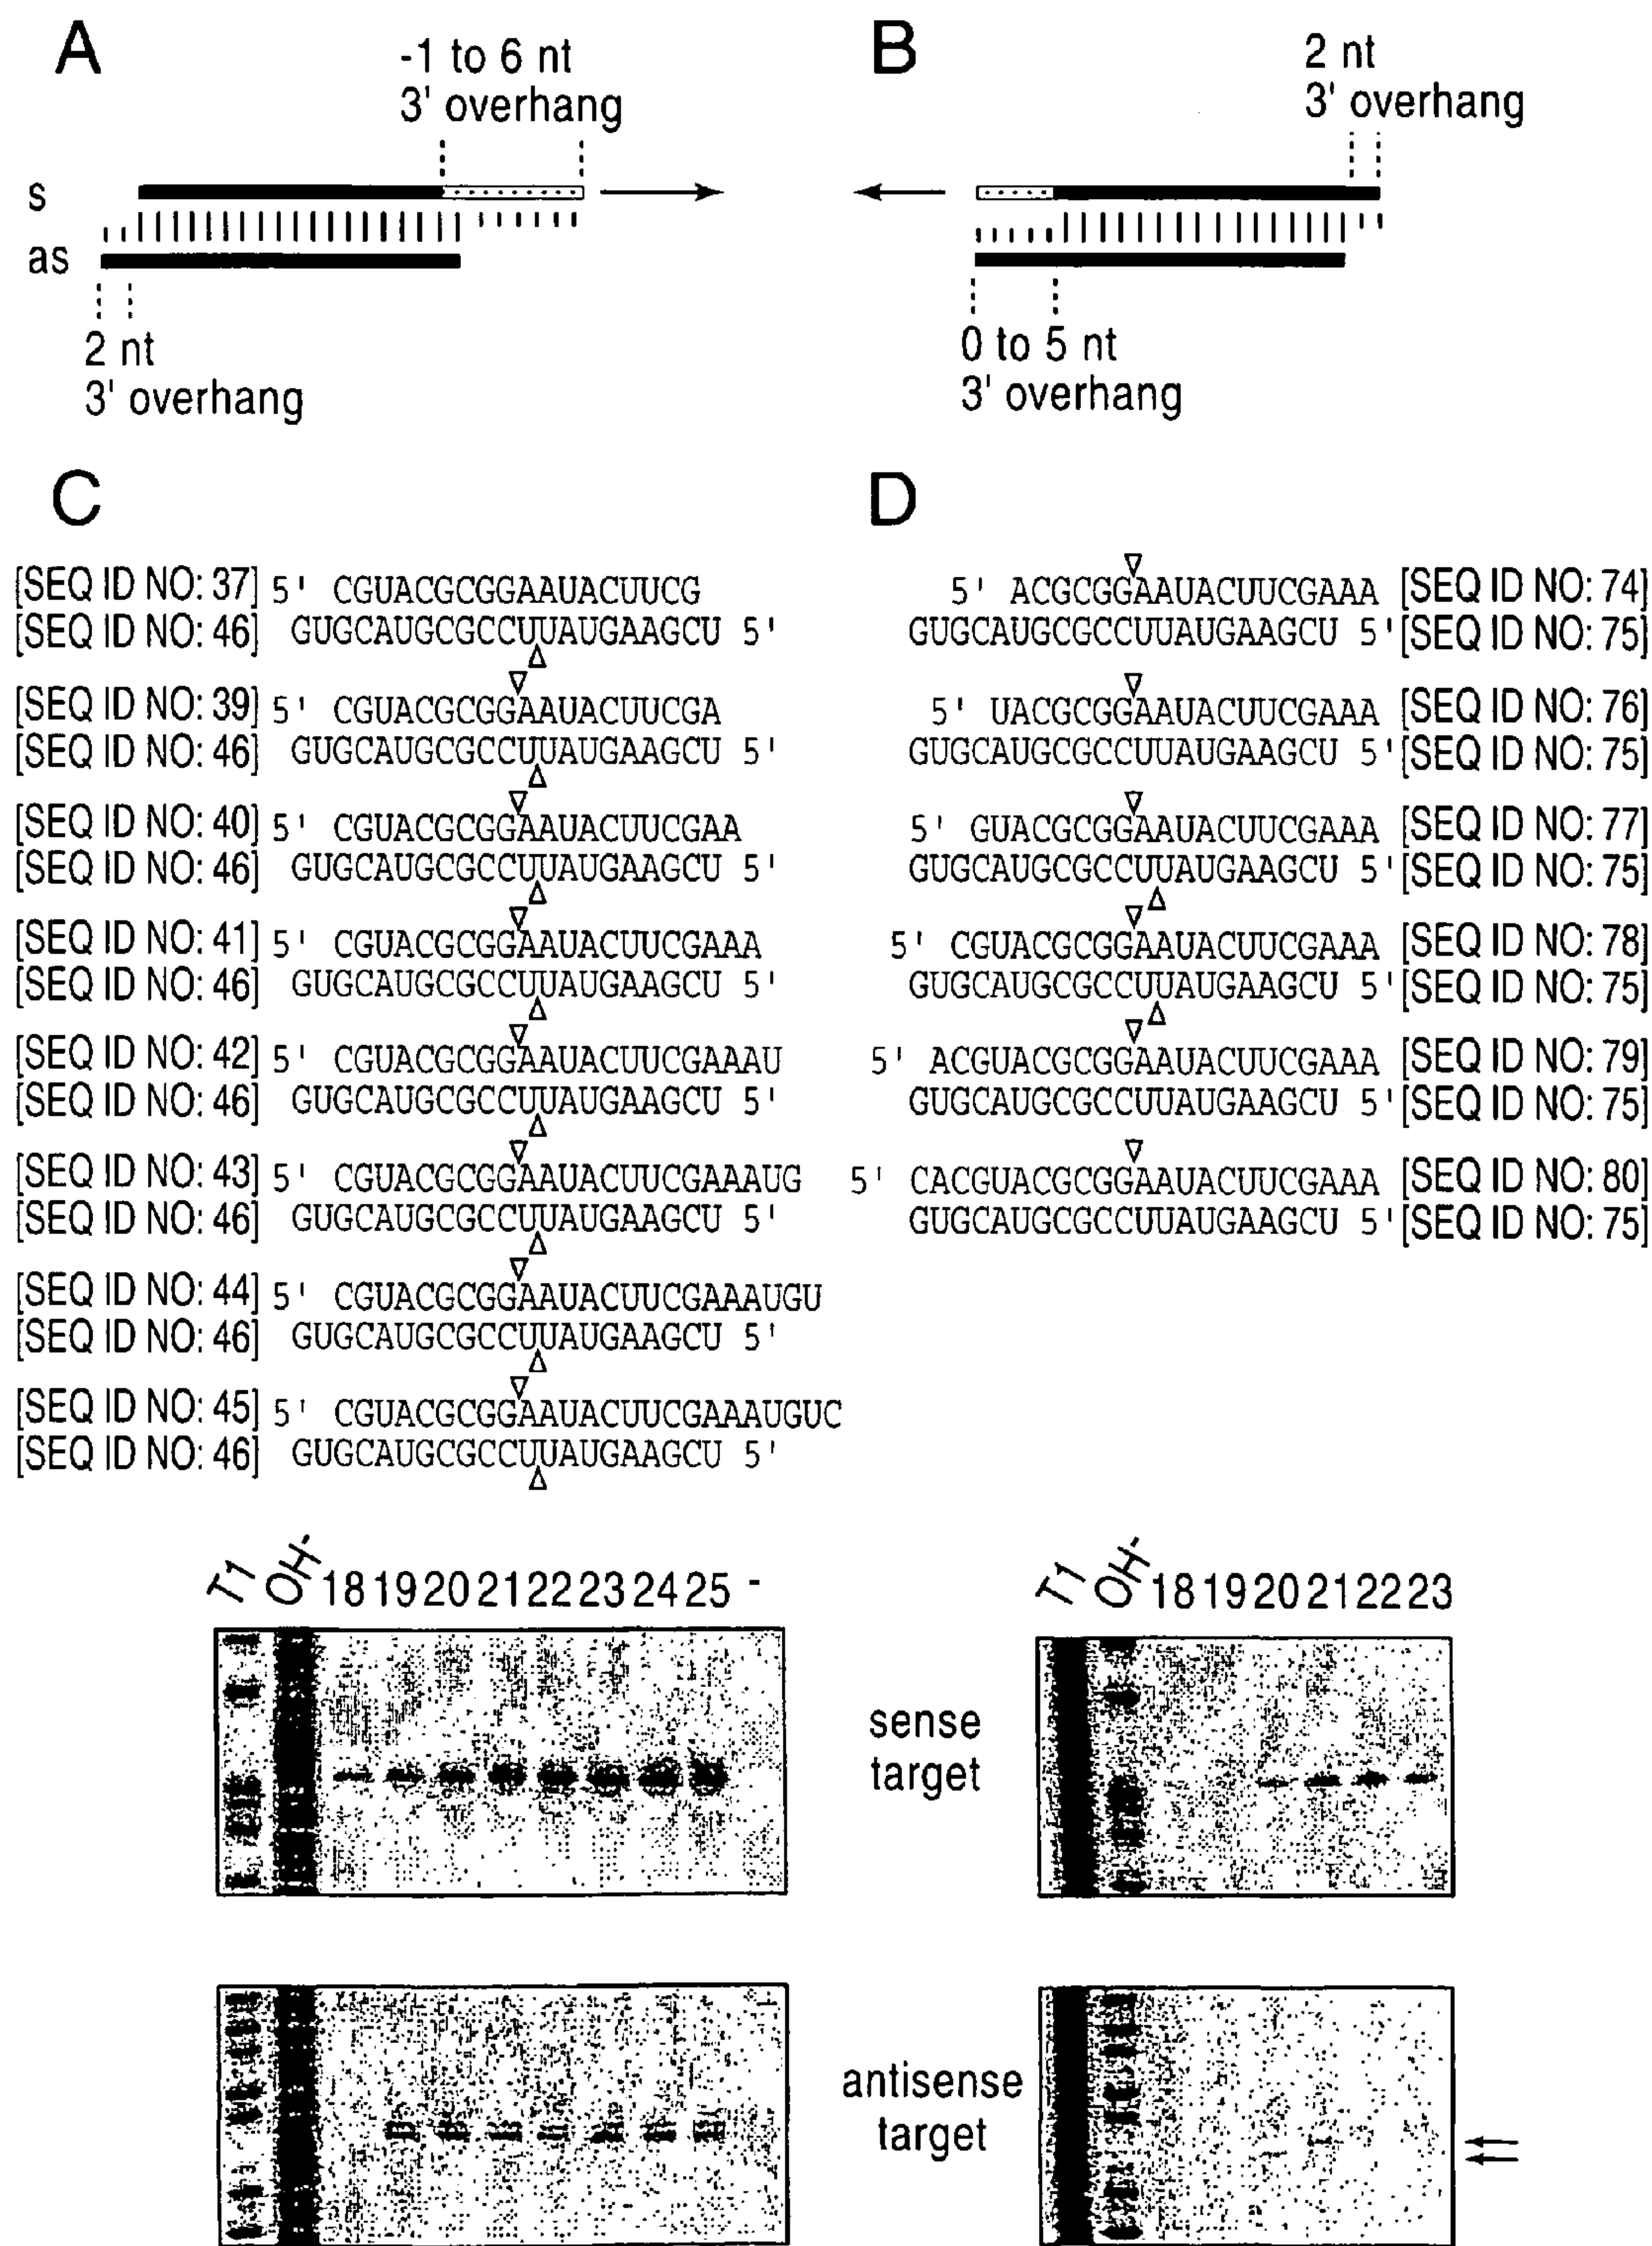 A
-1 to 6 nt
3' overhang
s
as
2 nt
3' overhang
B
2 nt
3' overhang
0 to 5 nt
3' overhang
C
[SEQ ID NO: 37] 5' CGUACGCGGAAUACUUCG
[SEQ ID NO: 46] GUGCAUGCGCCUUAUGAAGCU 5'
[SEQ ID NO: 39] 5' CGUACGCGGAAUACUUCGA
[SEQ ID NO: 46] GUGCAUGCGCCUUAUGAAGCU 5'
[SEQ ID NO: 40] 5' CGUACGCGGAAUACUUCGAA
[SEQ ID NO: 46] GUGCAUGCGCCUUAUGAAGCU 5'
[SEQ ID NO: 41] 5' CGUACGCGGAAUACUUCGAAA
[SEQ ID NO: 46] GUGCAUGCGCCUUAUGAAGCU 5'
[SEQ ID NO: 42] 5' CGUACGCGGAAUACUUCGAAAU
[SEQ ID NO: 46] GUGCAUGCGCCUUAUGAAGCU 5'
[SEQ ID NO: 43] 5' CGUACGCGGAAUACUUCGAAAUG
[SEQ ID NO: 46] GUGCAUGCGCCUUAUGAAGCU 5'
[SEQ ID NO: 44] 5' CGUACGCGGAAUACUUCGAAAUGU
[SEQ ID NO: 46] GUGCAUGCGCCUUAUGAAGCU 5'
[SEQ ID NO: 45] 5' CGUACGCGGAAUACUUCGAAAUGUC
[SEQ ID NO: 46] GUGCAUGCGCCUUAUGAAGCU 5'
D
5' ACGCGGAAUACUUCGAAA [SEQ ID NO: 74]
GUGCAUGCGCCUUAUGAAGCU 5' [SEQ ID NO: 75]
5' UACGCGGAAUACUUCGAAA [SEQ ID NO: 76]
GUGCAUGCGCCUUAUGAAGCU 5' [SEQ ID NO: 75]
5' GUACGCGGAAUACUUCGAAA [SEQ ID NO: 77]
GUGCAUGCGCCUUAUGAAGCU 5' [SEQ ID NO: 75]
5' CGUACGCGGAAUACUUCGAAA [SEQ ID NO: 78]
GUGCAUGCGCCUUAUGAAGCU 5' [SEQ ID NO: 75]
5' ACGUACGCGGAAUACUUCGAAA [SEQ ID NO: 79]
GUGCAUGCGCCUUAUGAAGCU 5' [SEQ ID NO: 75]
5' CACGUACGCGGAAUACUUCGAAA [SEQ ID NO: 80]
GUGCAUGCGCCUUAUGAAGCU 5' [SEQ ID NO: 75]
T1 OH- 18 19 20 21 22 23 24 25 -
T1 OH- 18 19 20 21 22 23
sense
target
antisense
target